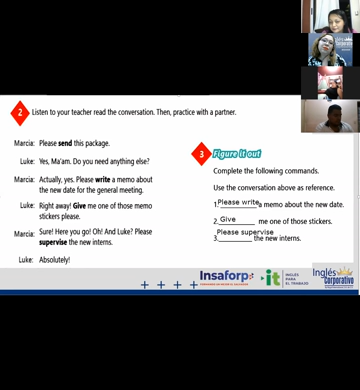 2
Listen to your teacher read the conversation. Then, practice with a partner.
Marcia: Please send this package.
Luke: Yes, Ma'am. Do you need anything else?
Marcia: Actually, yes. Please write a memo about
the new date for the general meeting.
Luke: Right away! Give me one of those memo
stickers please.
Marcia: Sure! Here you go! Oh! And Luke? Please
supervise the new interns.
Luke: Absolutely!
3 Figure it out
Complete the following commands.
Use the conversation above as reference.
1. Please write a memo about the new date.
2. Give me one of those stickers.
3. Please supervise the new interns.
Insaforp
it
INGLÉS
PARA
EL TRABAJO
Inglés
Corporativo